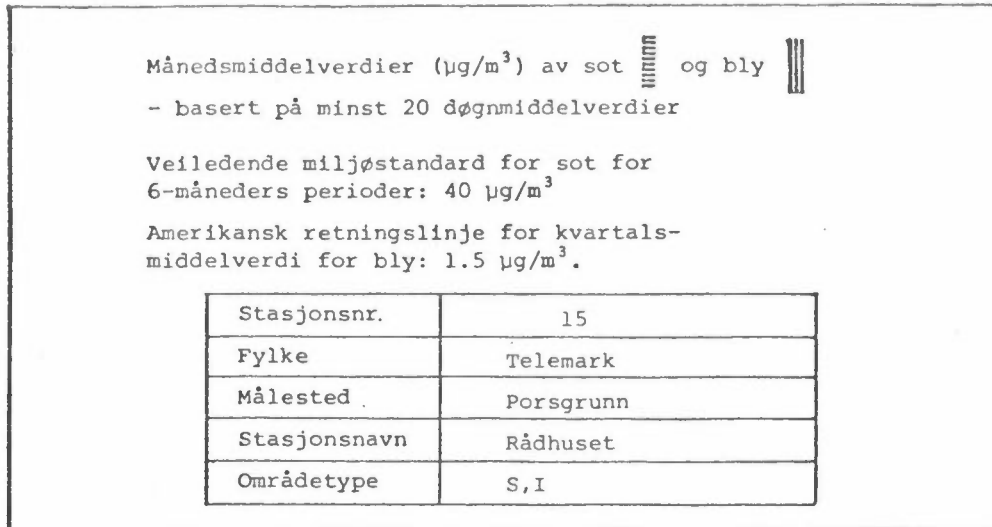 Månedsmiddelverdier (µg/m³) av sot og bly
- basert på minst 20 døgnmiddelverdier
Veiledende miljøstandard for sot for
6-måneders perioder: 40 µg/m³
Amerikansk retningslinje for kvartals-
middelverdi for bly: 1.5 µg/m³.
Stasjonsnr. 15
Fylke Telemark
Målested Porsgrunn
Stasjonsnavn Rådhuset
Områdetype S,I